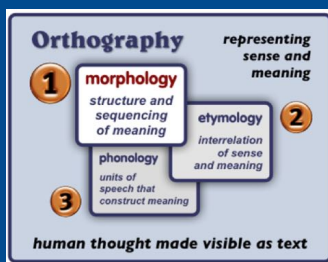 Orthography
representing
sense and
meaning
1
morphology
structure and
sequencing
of meaning
etymology
interrelation
of sense
and meaning
2
phonology
units of
speech that
construct meaning
3
human thought made visible as text